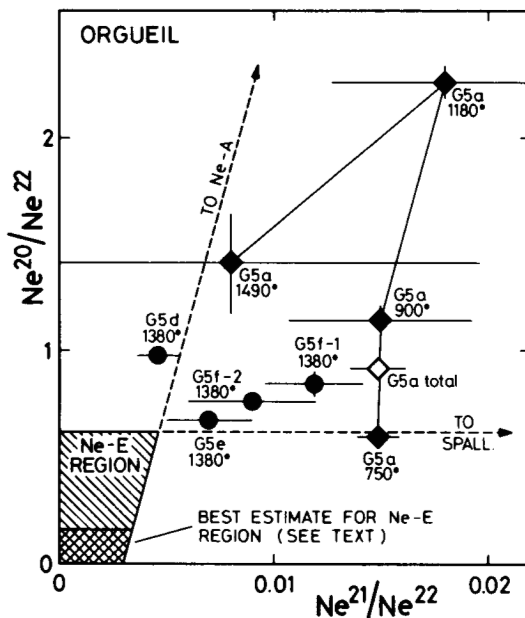 ORGUEIL
G5a
1180°
2
TO Ne-A
Ne²⁰/Ne²²
G5a
1490°
G5a
900°
G5d
1380°
G5f-1
1380°
1
G5f-2
1380°
G5a total
Ne-E
REGION
G5e
1380°
G5a
750°
TO
SPALL.
BEST ESTIMATE FOR Ne-E
REGION (SEE TEXT)
0
0
0.01
0.02
Ne²¹/Ne²²